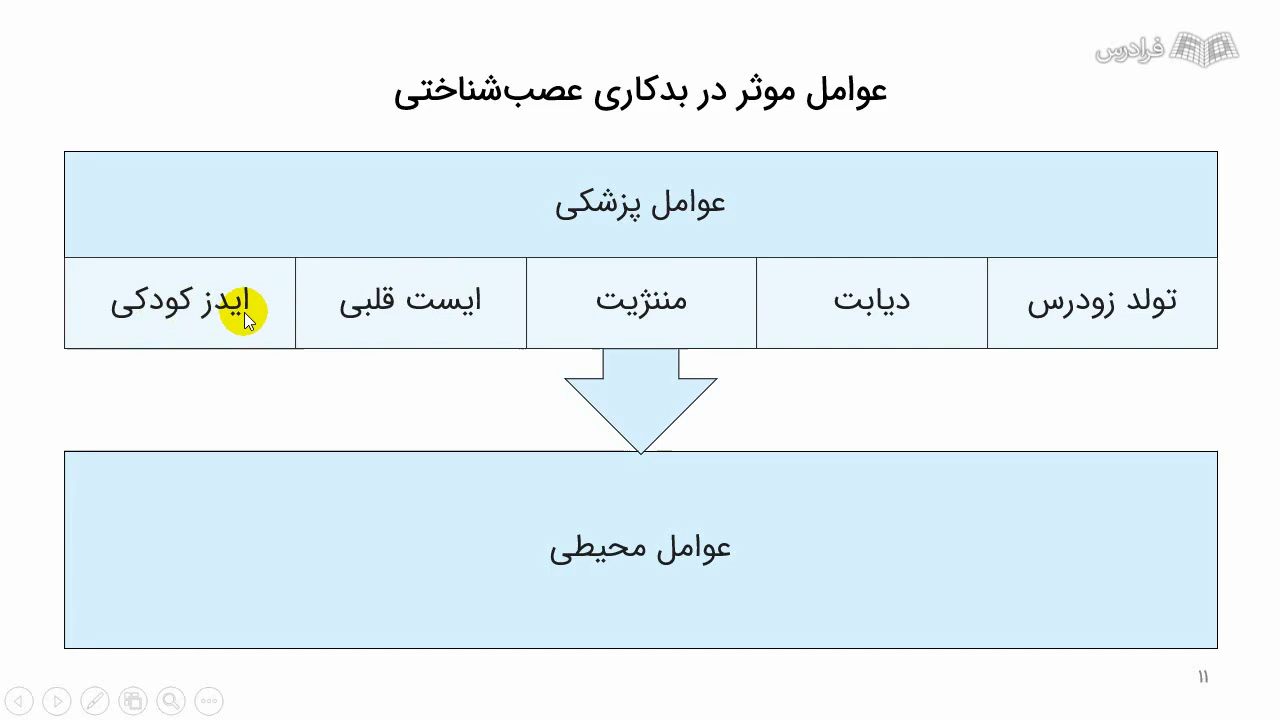 فرادرس
عوامل موثر در بدکاری عصب‌شناختی
عوامل پزشکی
تولد زودرس
دیابت
مننژیت
ایست قلبی
ایدز کودکی
عوامل محیطی
۱۱